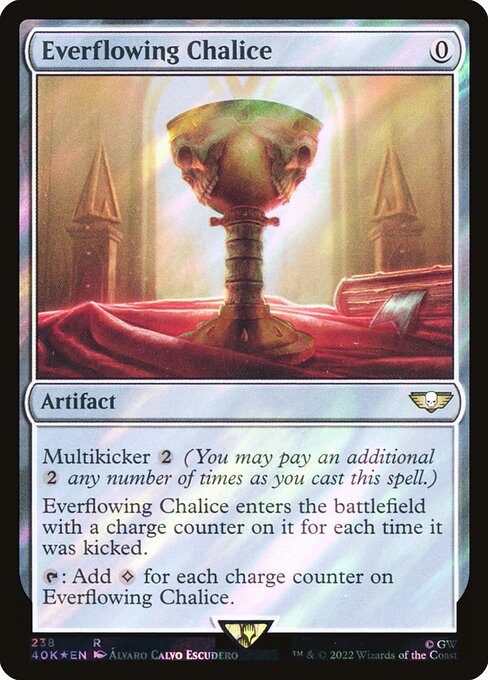 Everflowing Chalice 0
Artifact
Multikicker 2 (You may pay an additional
2 any number of times as you cast this spell.)
Everflowing Chalice enters the battlefield
with a charge counter on it for each time it
was kicked.
: Add for each charge counter on
Everflowing Chalice.
238 R
40K★EN Álvaro Calvo Escudero
© GW
™ & © 2022 Wizards of the Coast